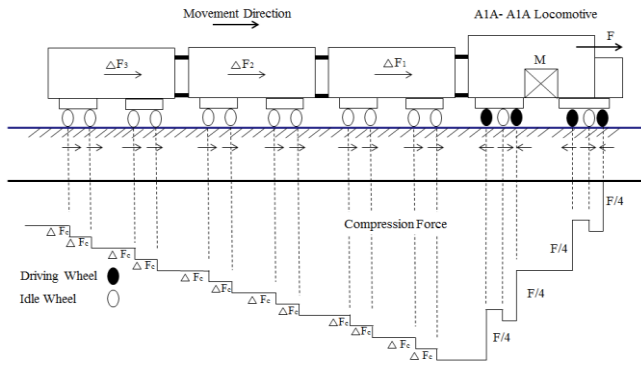 Movement Direction
A1A- A1A Locomotive
F
M
△F₃
△F₂
△F₁
Compression Force
F/4
F/4
F/4
F/4
△ Fc
△ Fc
△ Fc
△ Fc
△ Fc
△ Fc
△ Fc
△ Fc
△ Fc
△ Fc
△ Fc
△ Fc
Driving Wheel
Idle Wheel